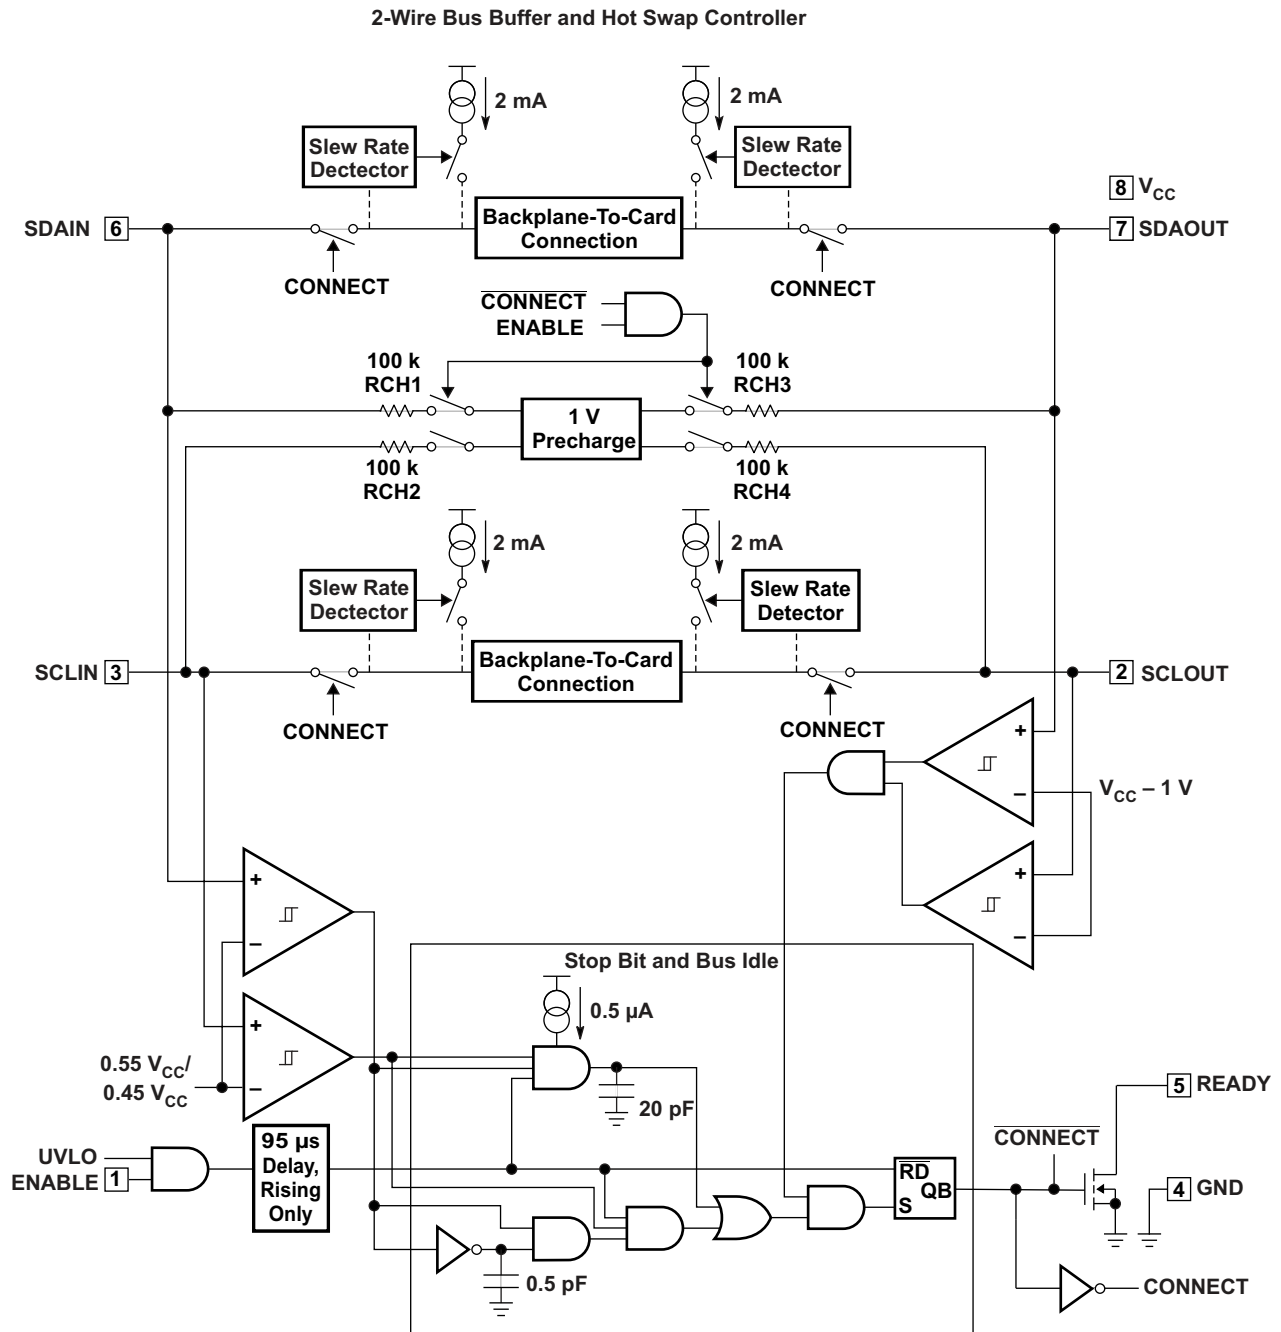 2-Wire Bus Buffer and Hot Swap Controller
2 mA
2 mA
Slew Rate
Dectector
Slew Rate
Dectector
8 VCC
SDAIN 6
Backplane-To-Card
Connection
7 SDAOUT
CONNECT
CONNECT
CONNECT
ENABLE
100 k
RCH1
100 k
RCH3
1 V
Precharge
100 k
RCH2
100 k
RCH4
2 mA
2 mA
Slew Rate
Dectector
Slew Rate
Detector
SCLIN 3
Backplane-To-Card
Connection
2 SCLOUT
CONNECT
CONNECT
+
–
VCC – 1 V
+
–
+
–
Stop Bit and Bus Idle
0.5 µA
+
–
0.55 VCC/
0.45 VCC
20 pF
5 READY
UVLO
ENABLE 1
95 µs
Delay,
Rising
Only
CONNECT
RD
QB
S
4 GND
0.5 pF
CONNECT